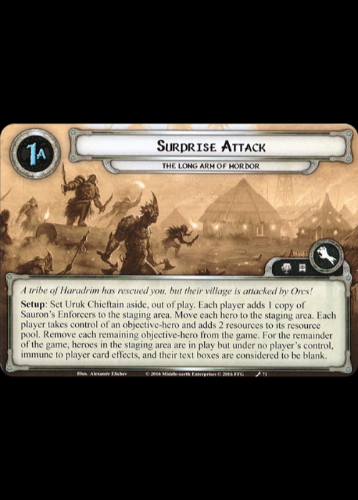 1A
SURPRISE ATTACK
THE LONG ARM OF MORDOR
A tribe of Haradrim has rescued you, but their village is attacked by Orcs!
Setup: Set Uruk Chieftain aside, out of play. Each player adds 1 copy of
Sauron's Enforcers to the staging area. Move each hero to the staging area. Each
player takes control of an objective-hero and adds 2 resources to its resource
pool. Remove each remaining objective-hero from the game. For the remainder
of the game, heroes in the staging area are in play but under no player's control,
immune to player card effects, and their text boxes are considered to be blank.
Illus. Alexandr Elichev © 2016 Middle-earth Enterprises © 2016 FFG 71